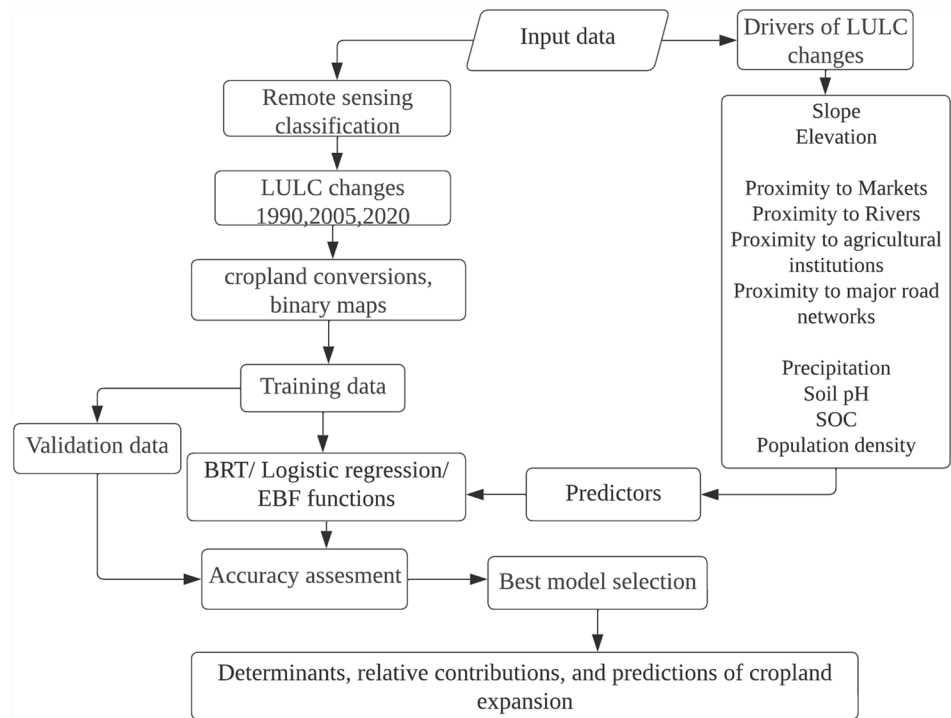 Input data
Drivers of LULC
changes
Remote sensing
classification
LULC changes
1990,2005,2020
cropland conversions,
binary maps
Training data
Validation data
BRT/ Logistic regression/
EBF functions
Slope
Elevation
Proximity to Markets
Proximity to Rivers
Proximity to agricultural
institutions
Proximity to major road
networks
Precipitation
Soil pH
SOC
Population density
Predictors
Accuracy assesment
Best model selection
Determinants, relative contributions, and predictions of cropland
expansion